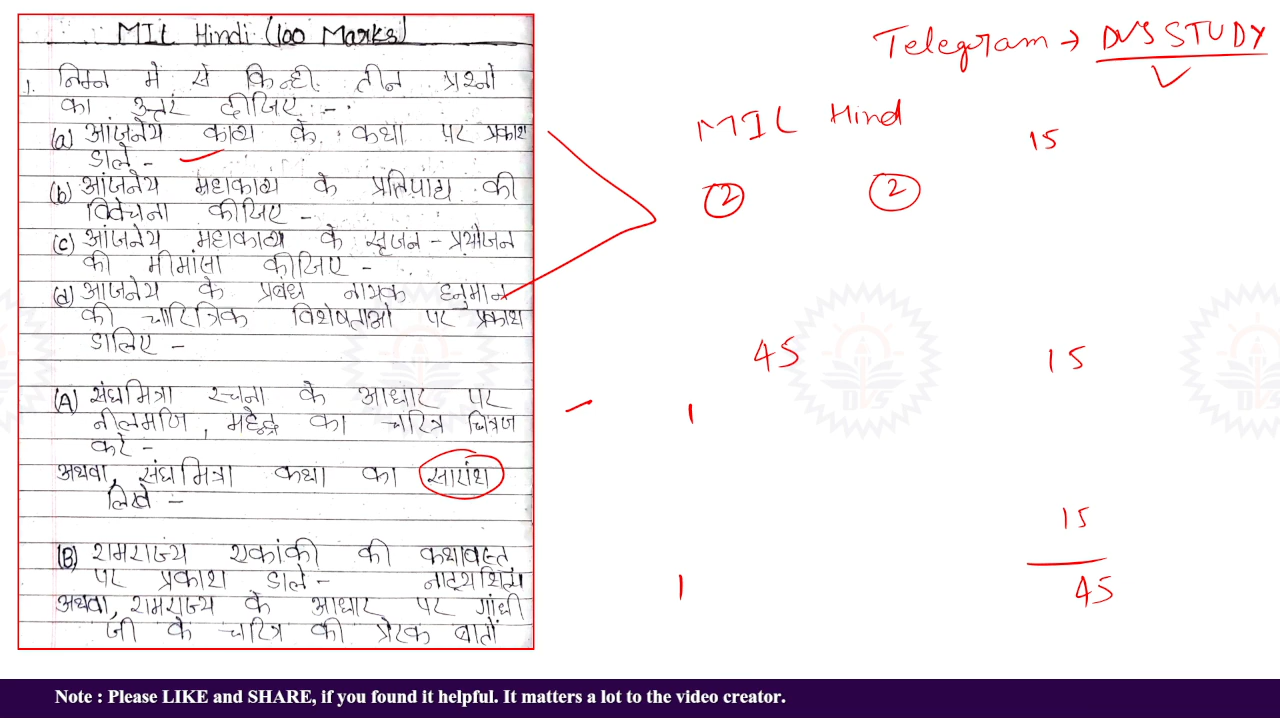 MIL Hindi (100 Marks)
1. निम्न में से किन्ही तीन प्रश्नो
का उत्तर दीजिए :-
(a) आंजनेय काव्य के कथा पर प्रकाश
डाले -
(b) आंजनेय महाकाव्य के प्रतिपाद्य की
विवेचना कीजिए -
(c) आंजनेय महाकाव्य के सृजन - प्रयोजन
की मीमांसा कीजिए -
(d) आंजनेय के प्रबंध नायक हनुमान
की चारित्रिक विशेषताओ पर प्रकाश
डालिए -
(A) संघमित्रा रचना के आधार पर
नीलमणि, महेन्द्र का चरित्र चित्रण
करे -
अथवा, संघमित्रा कथा का सारांश
लिखे :-
(B) रामराज्य एकांकी की कथावस्तु
पर प्रकाश डाले - नाट्यशिल्प
अथवा, रामराज्य के आधार पर गांधी
जी के चरित्र की प्रेरक बातों
Telegram → DVS STUDY
MIL Hind
15
2 2
45 15
1
15
1 45
Note : Please LIKE and SHARE, if you found it helpful. It matters a lot to the video creator.